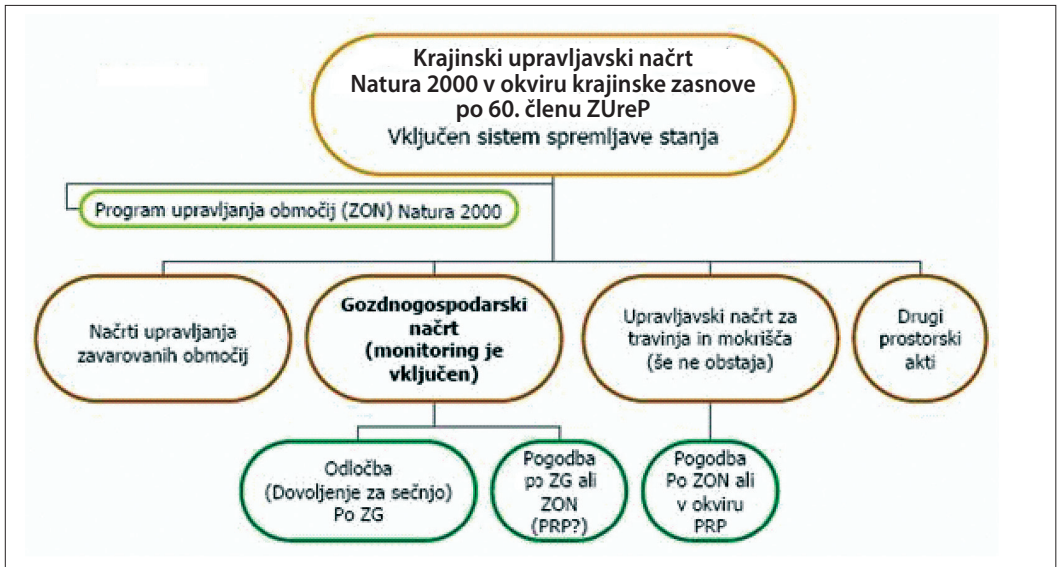 Krajinski upravljavski načrt
Natura 2000 v okviru krajinske zasnove
po 60. členu ZUreP
Vključen sistem spremljave stanja
Program upravljanja območij (ZON) Natura 2000
Načrti upravljanja
zavarovanih območij
Gozdnogospodarski
načrt
(monitoring je
vključen)
Upravljavski načrt za
travinja in mokrišča
(še ne obstaja)
Drugi
prostorski
akti
Odločba
(Dovoljenje za sečnjo)
Po ZG
Pogodba
po ZG ali
ZON
(PRP?)
Pogodba
Po ZON ali
v okviru
PRP